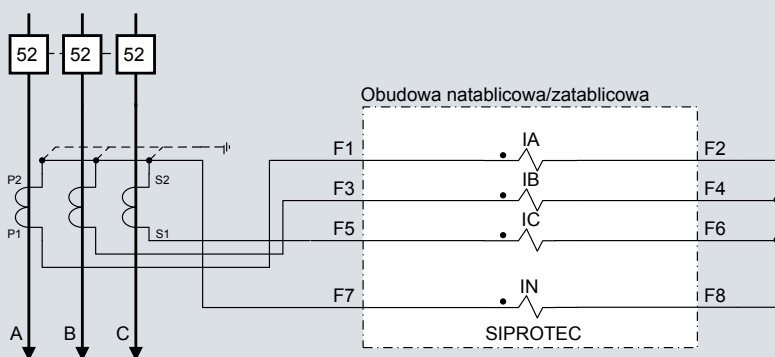 52 52 52
Obudowa natablicowa/zatablicowa
F1 IA F2
P2 S2
F3 IB F4
P1 S1
F5 IC F6
F7 IN F8
A B C
SIPROTEC